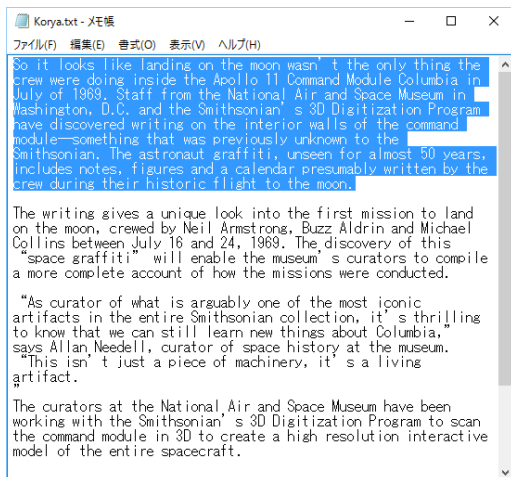 Korya.txt - メモ帳
ファイル(F) 編集(E) 書式(O) 表示(V) ヘルプ(H)
So it looks like landing on the moon wasn’t the only thing the
crew were doing inside the Apollo 11 Command Module Columbia in
July of 1969. Staff from the National Air and Space Museum in
Washington, D.C. and the Smithsonian’s 3D Digitization Program
have discovered writing on the interior walls of the command
module—something that was previously unknown to the
Smithsonian. The astronaut graffiti, unseen for almost 50 years,
includes notes, figures and a calendar presumably written by the
crew during their historic flight to the moon.
The writing gives a unique look into the first mission to land
on the moon, crewed by Neil Armstrong, Buzz Aldrin and Michael
Collins between July 16 and 24, 1969. The discovery of this
“space graffiti” will enable the museum’s curators to compile
a more complete account of how the missions were conducted.
“As curator of what is arguably one of the most iconic
artifacts in the entire Smithsonian collection, it’s thrilling
to know that we can still learn new things about Columbia,”
says Allan Needell, curator of space history at the museum.
“This isn’t just a piece of machinery, it’s a living
artifact.
”
The curators at the National Air and Space Museum have been
working with the Smithsonian’s 3D Digitization Program to scan
the command module in 3D to create a high resolution interactive
model of the entire spacecraft.